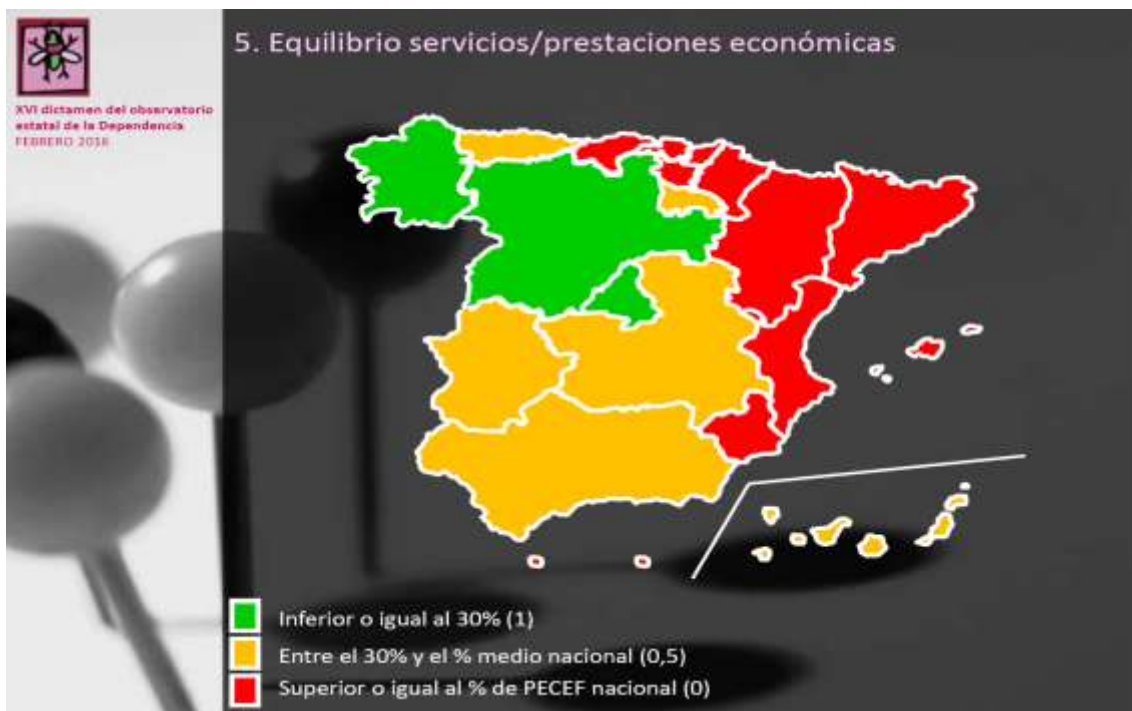 5. Equilibrio servicios/prestaciones económicas
XVI dictamen del observatorio
estatal de la Dependencia
FEBRERO 2016
Inferior o igual al 30% (1)
Entre el 30% y el % medio nacional (0,5)
Superior o igual al % de PECEF nacional (0)